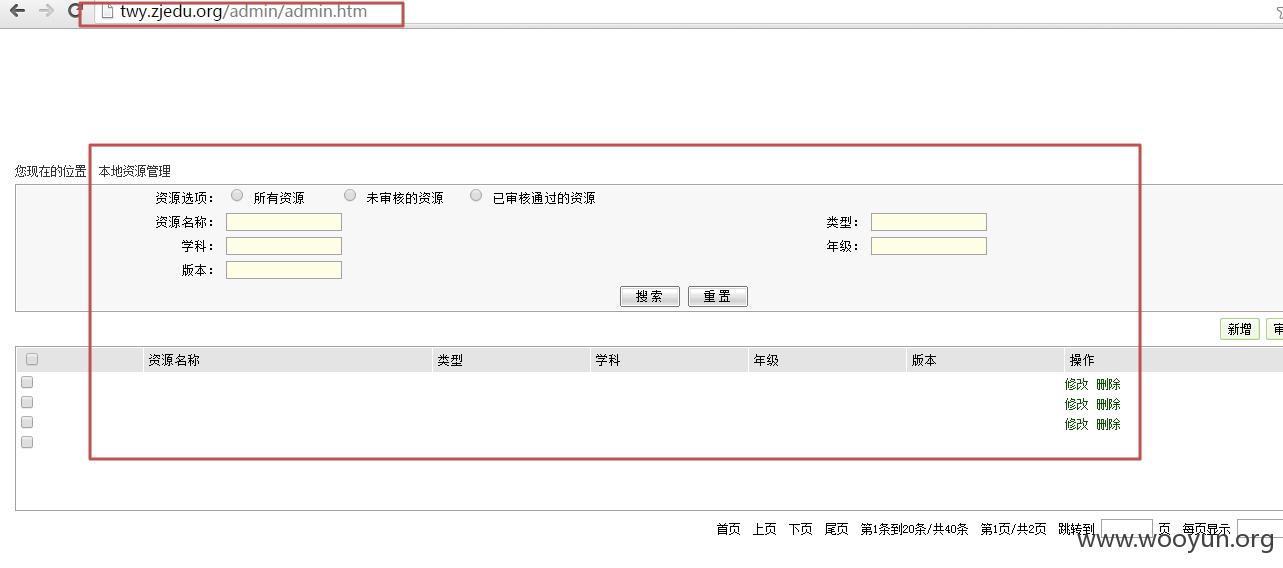 twy.zjedu.org/admin/admin.htm
您现在的位置 本地资源管理
资源选项： 所有资源 未审核的资源 已审核通过的资源
资源名称： 类型：
学科： 年级：
版本：
搜索 重置
新增 审
资源名称 类型 学科 年级 版本 操作
修改 删除
修改 删除
修改 删除
首页 上页 下页 尾页 第1条到20条/共40条 第1页/共2页 跳转到 页 每页显示
www.wooyun.org